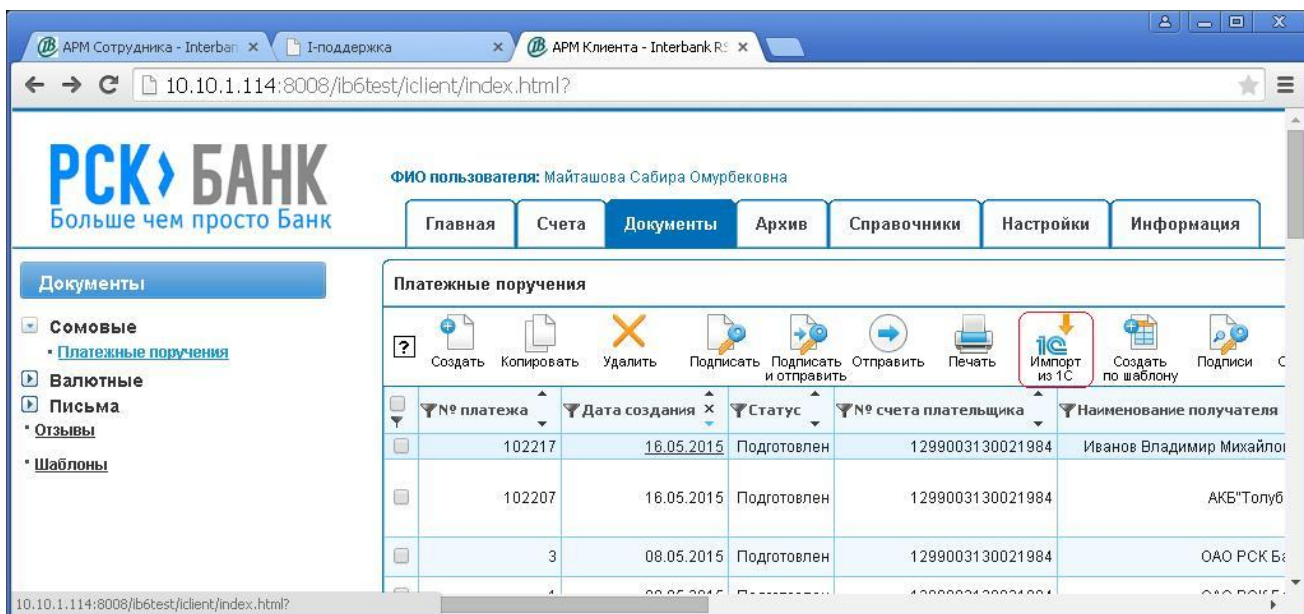 АРМ Сотрудника - Interban
I-поддержка
АРМ Клиента - Interbank RS
10.10.1.114:8008/ib6test/iclient/index.html?
РСК БАНК
Больше чем просто Банк
ФИО пользователя: Майташова Сабира Омурбековна
Главная Счета Документы Архив Справочники Настройки Информация
Документы
Сомовые
Платежные поручения
Валютные
Письма
Отзывы
Шаблоны
Платежные поручения
? Создать Копировать Удалить Подписать Подписать и отправить Отправить Печать Импорт из 1С Создать по шаблону Подписи
№ платежа Дата создания Статус № счета плательщика Наименование получателя
102217 16.05.2015 Подготовлен 1299003130021984 Иванов Владимир Михайлов
102207 16.05.2015 Подготовлен 1299003130021984 АКБ"Толуб
3 08.05.2015 Подготовлен 1299003130021984 ОАО РСК Ба
10.10.1.114:8008/ib6test/iclient/index.html?